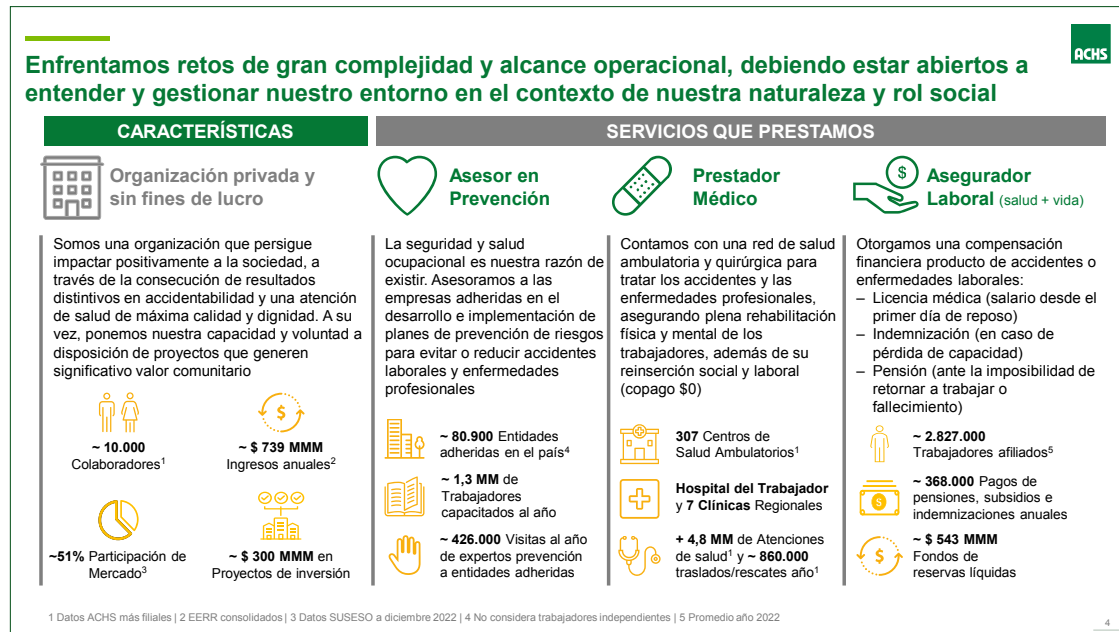 Enfrentamos retos de gran complejidad y alcance operacional, debiendo estar abiertos a
entender y gestionar nuestro entorno en el contexto de nuestra naturaleza y rol social
ACHS
CARACTERÍSTICAS
Organización privada y
sin fines de lucro
Somos una organización que persigue
impactar positivamente a la sociedad, a
través de la consecución de resultados
distintivos en accidentabilidad y una atención
de salud de máxima calidad y dignidad. A su
vez, ponemos nuestra capacidad y voluntad a
disposición de proyectos que generen
significativo valor comunitario
~ 10.000
Colaboradores1
~ $ 739 MMM
Ingresos anuales2
~51% Participación de
Mercado3
~ $ 300 MMM en
Proyectos de inversión
SERVICIOS QUE PRESTAMOS
Asesor en
Prevención
La seguridad y salud
ocupacional es nuestra razón de
existir. Asesoramos a las
empresas adheridas en el
desarrollo e implementación de
planes de prevención de riesgos
para evitar o reducir accidentes
laborales y enfermedades
profesionales
~ 80.900 Entidades
adheridas en el país4
~ 1,3 MM de
Trabajadores
capacitados al año
~ 426.000 Visitas al año
de expertos prevención
a entidades adheridas
Prestador
Médico
Contamos con una red de salud
ambulatoria y quirúrgica para
tratar los accidentes y las
enfermedades profesionales,
asegurando plena rehabilitación
física y mental de los
trabajadores, además de su
reinserción social y laboral
(copago $0)
307 Centros de
Salud Ambulatorios1
Hospital del Trabajador
y 7 Clínicas Regionales
+ 4,8 MM de Atenciones
de salud1 y ~ 860.000
traslados/rescates año1
Asegurador
Laboral (salud + vida)
Otorgamos una compensación
financiera producto de accidentes o
enfermedades laborales:
– Licencia médica (salario desde el
primer día de reposo)
– Indemnización (en caso de
pérdida de capacidad)
– Pensión (ante la imposibilidad de
retornar a trabajar o
fallecimiento)
~ 2.827.000
Trabajadores afiliados5
~ 368.000 Pagos de
pensiones, subsidios e
indemnizaciones anuales
~ $ 543 MMM
Fondos de
reservas líquidas
1 Datos ACHS más filiales | 2 EERR consolidados | 3 Datos SUSESO a diciembre 2022 | 4 No considera trabajadores independientes | 5 Promedio año 2022
4